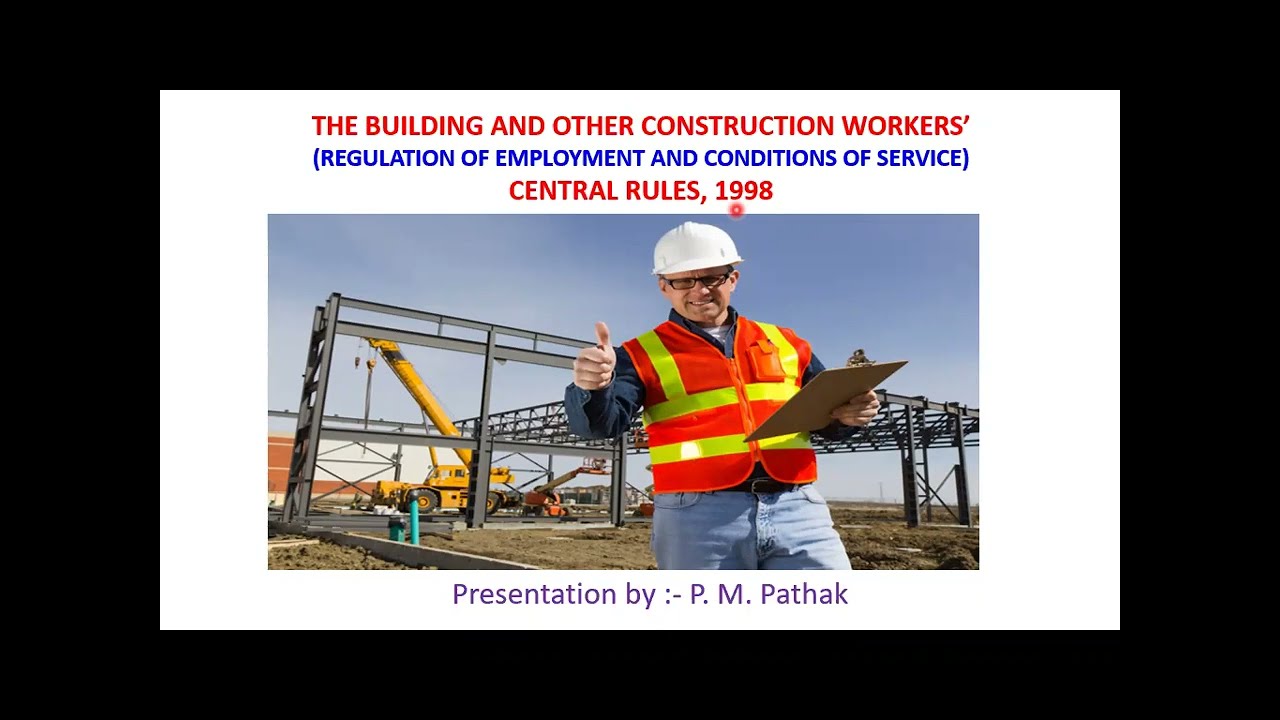 THE BUILDING AND OTHER CONSTRUCTION WORKERS’
(REGULATION OF EMPLOYMENT AND CONDITIONS OF SERVICE)
CENTRAL RULES, 1998
Presentation by :- P. M. Pathak